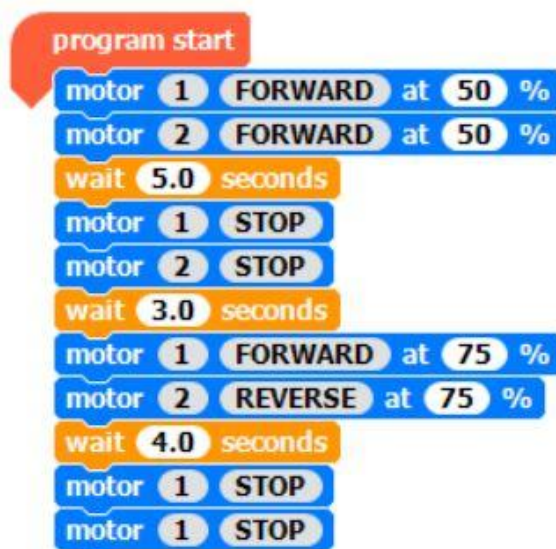 program start
motor 1 FORWARD at 50 %
motor 2 FORWARD at 50 %
wait 5.0 seconds
motor 1 STOP
motor 2 STOP
wait 3.0 seconds
motor 1 FORWARD at 75 %
motor 2 REVERSE at 75 %
wait 4.0 seconds
motor 1 STOP
motor 1 STOP